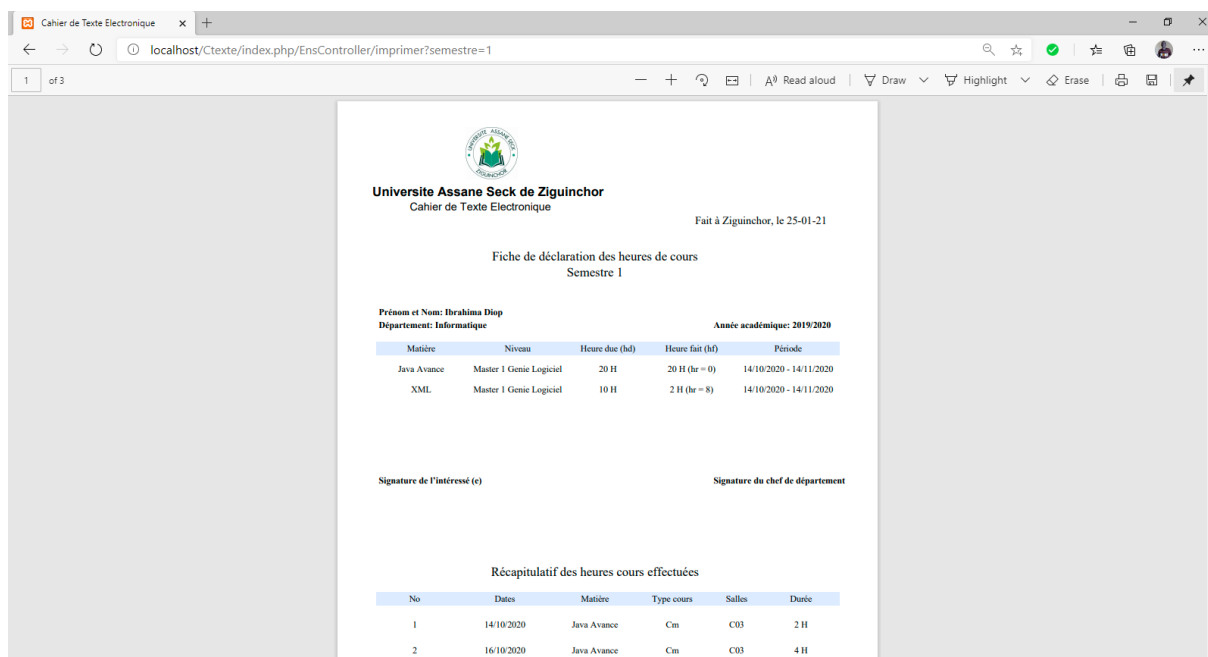 Cahier de Texte Electronique
localhost/Ctexte/index.php/EnsController/imprimer?semestre=1
1 of 3 Read aloud Draw Highlight Erase
UNIVERSITE ASSANE SECK
ZIGUINCHOR
Universite Assane Seck de Ziguinchor
Cahier de Texte Electronique
Fait à Ziguinchor, le 25-01-21
Fiche de déclaration des heures de cours
Semestre 1
Prénom et Nom: Ibrahima Diop
Département: Informatique Année académique: 2019/2020
Matière Niveau Heure due (hd) Heure fait (hf) Période
Java Avance Master 1 Genie Logiciel 20 H 20 H (hr = 0) 14/10/2020 - 14/11/2020
XML Master 1 Genie Logiciel 10 H 2 H (hr = 8) 14/10/2020 - 14/11/2020
Signature de l'intéressé (e) Signature du chef de département
Récapitulatif des heures cours effectuées
No Dates Matière Type cours Salles Durée
1 14/10/2020 Java Avance Cm C03 2 H
2 16/10/2020 Java Avance Cm C03 4 H